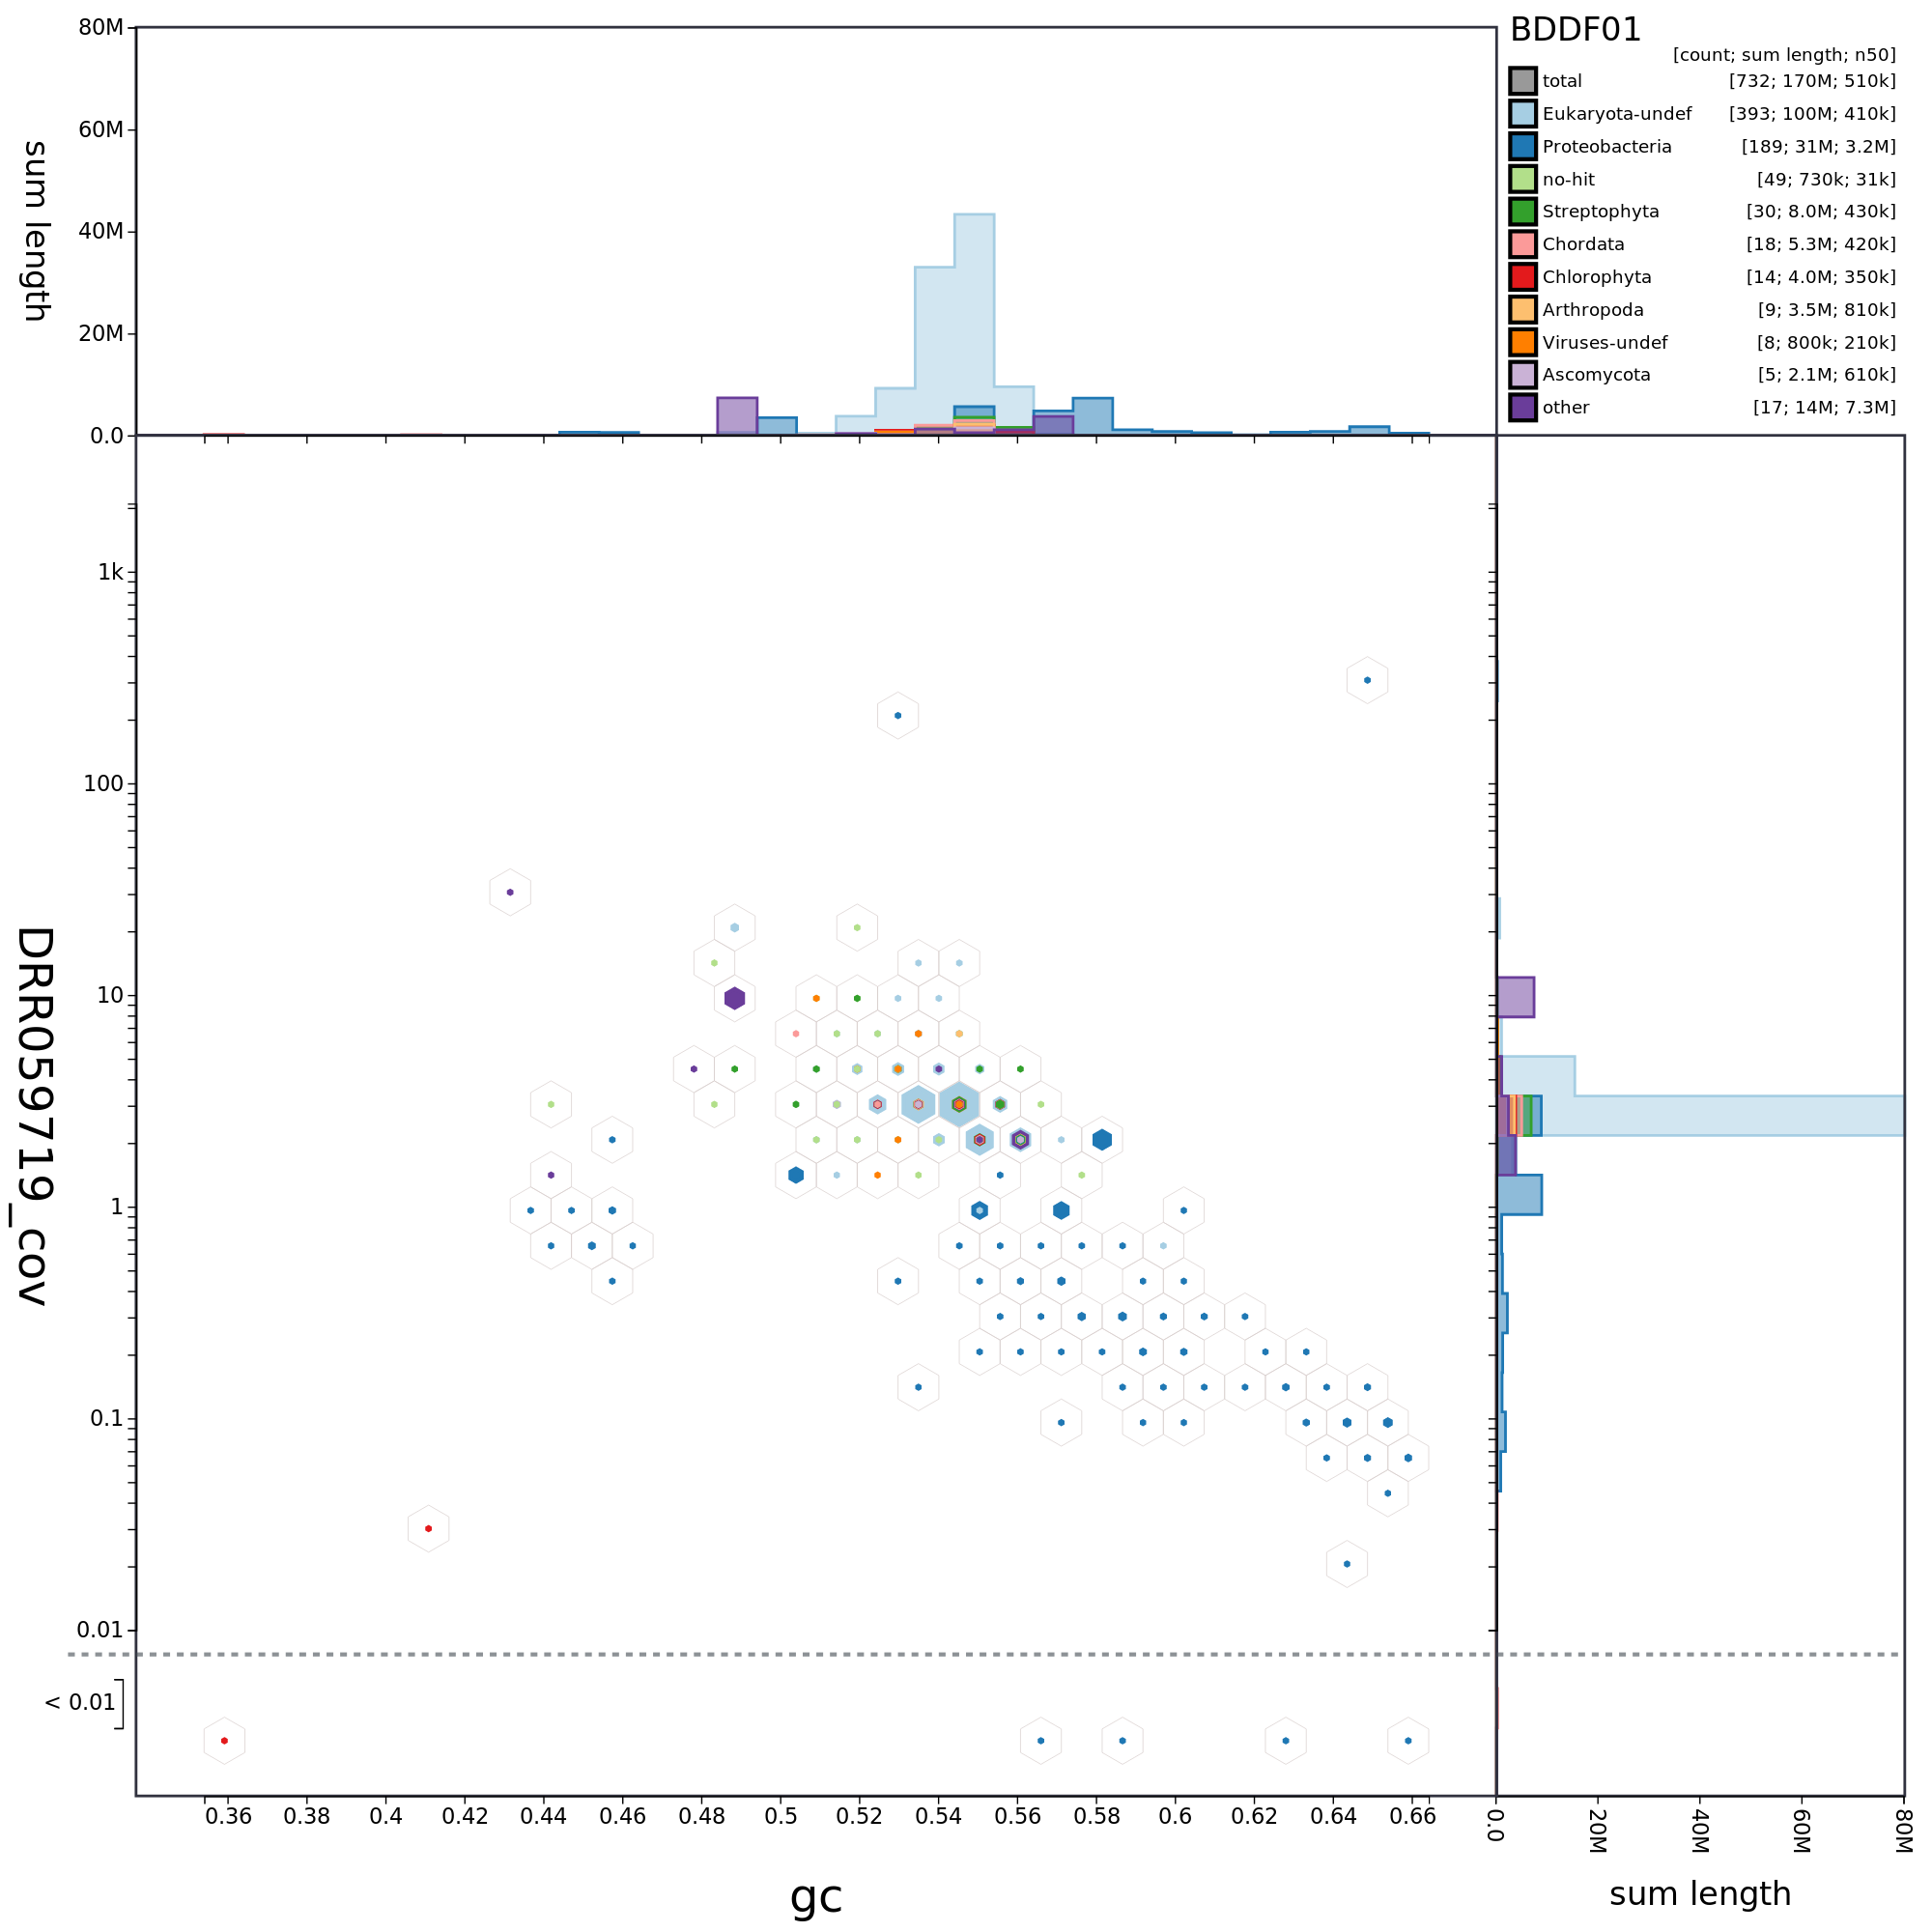 BDDF01
[count; sum length; n50]
total [732; 170M; 510k]
Eukaryota-undef [393; 100M; 410k]
Proteobacteria [189; 31M; 3.2M]
no-hit [49; 730k; 31k]
Streptophyta [30; 8.0M; 430k]
Chordata [18; 5.3M; 420k]
Chlorophyta [14; 4.0M; 350k]
Arthropoda [9; 3.5M; 810k]
Viruses-undef [8; 800k; 210k]
Ascomycota [5; 2.1M; 610k]
other [17; 14M; 7.3M]
80M
60M
40M
20M
0.0
sum length
1k
100
10
1
0.1
0.01
< 0.01
DRR059719_cov
0.36 0.38 0.4 0.42 0.44 0.46 0.48 0.5 0.52 0.54 0.56 0.58 0.6 0.62 0.64 0.66
gc
0.0 20M 40M 60M 80M
sum length